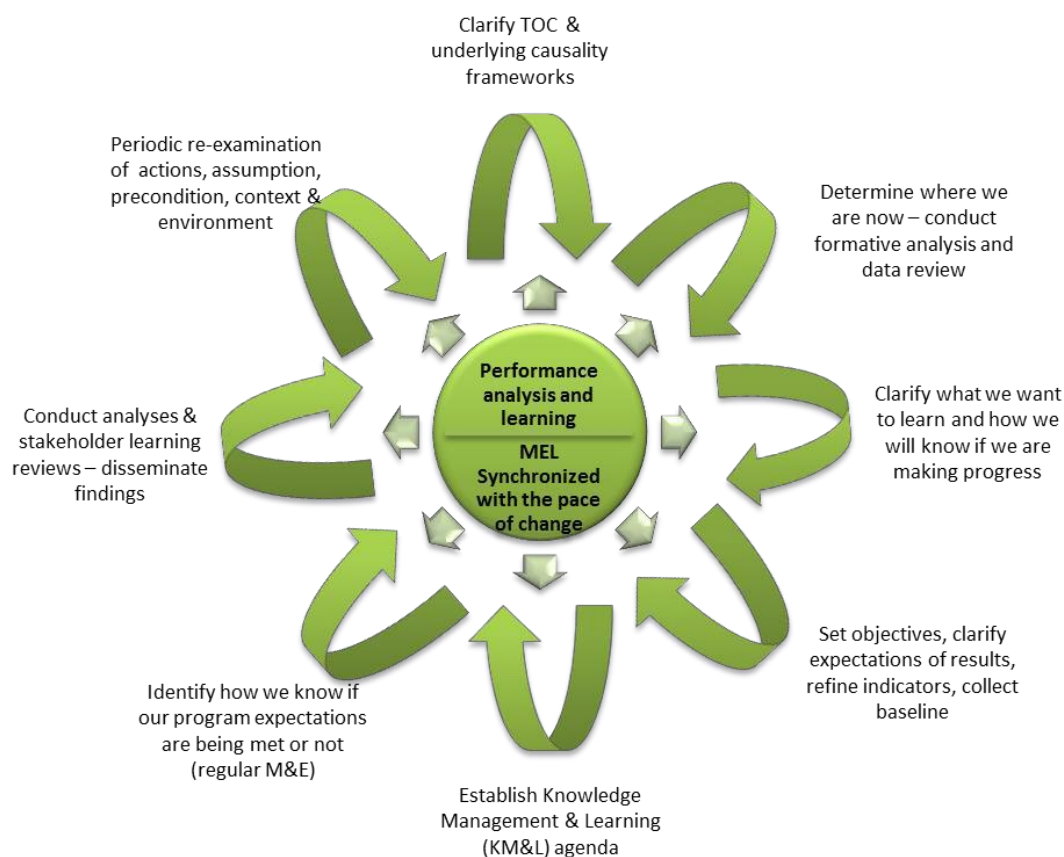 Clarify TOC &
underlying causality
frameworks
Periodic re-examination
of actions, assumption,
precondition, context &
environment
Determine where we
are now – conduct
formative analysis and
data review
Performance
analysis and
learning
MEL
Synchronized
with the pace
of change
Conduct analyses &
stakeholder learning
reviews – disseminate
findings
Clarify what we want
to learn and how we
will know if we are
making progress
Set objectives, clarify
expectations of results,
refine indicators, collect
baseline
Identify how we know if
our program expectations
are being met or not
(regular M&E)
Establish Knowledge
Management & Learning
(KM&L) agenda